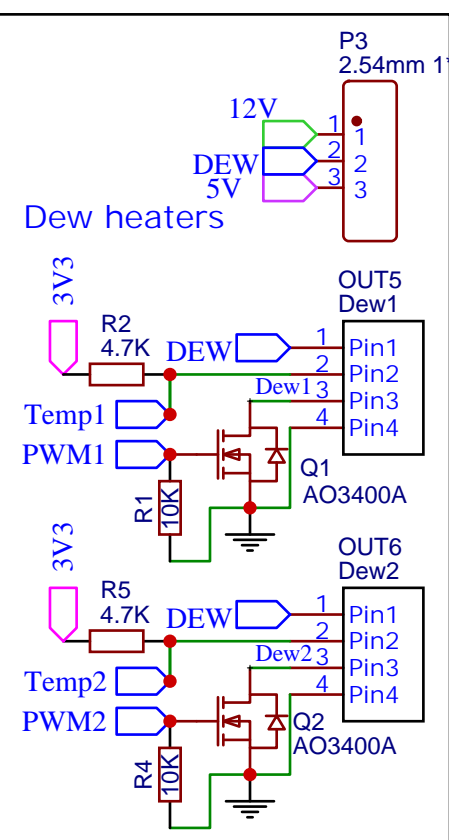 P3
2.54mm 1*
12V
DEW
5V
1
2
3
1
2
3
Dew heaters
3V3
R2
4.7K
DEW
Temp1
PWM1
R1
10K
Dew1
1
2
3
4
OUT5
Dew1
Pin1
Pin2
Pin3
Pin4
Q1
AO3400A
3V3
R5
4.7K
DEW
Temp2
PWM2
R4
10K
Dew2
1
2
3
4
OUT6
Dew2
Pin1
Pin2
Pin3
Pin4
Q2
AO3400A